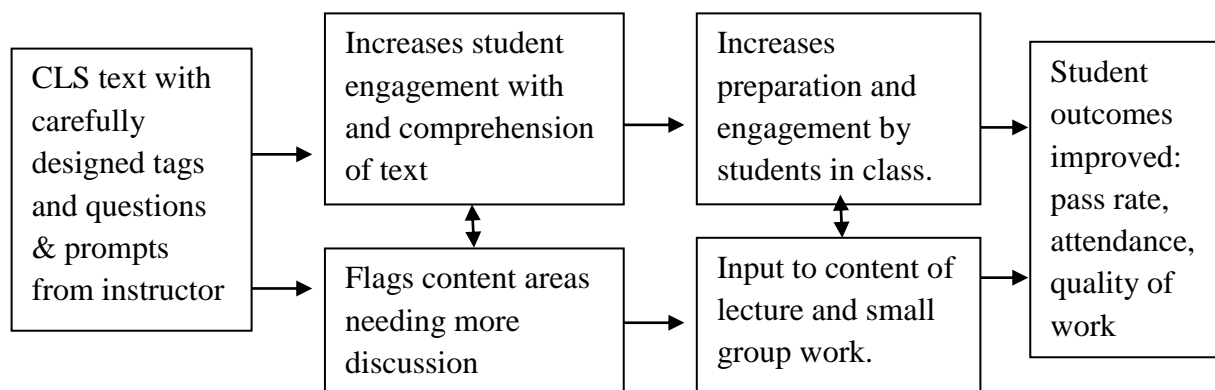 CLS text with
carefully
designed tags
and questions
& prompts
from instructor
Increases student
engagement with
and comprehension
of text
Flags content areas
needing more
discussion
Increases
preparation and
engagement by
students in class.
Input to content of
lecture and small
group work.
Student
outcomes
improved:
pass rate,
attendance,
quality of
work